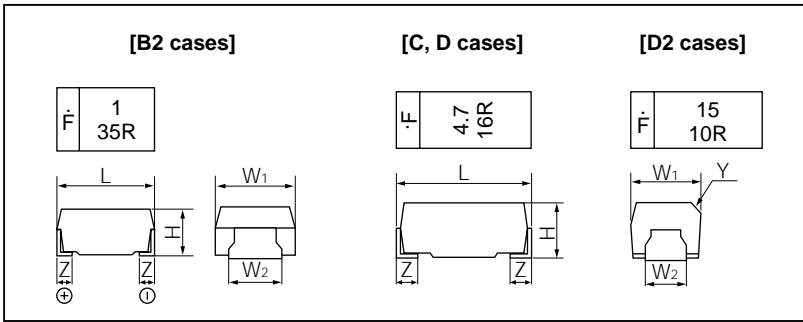 [B2 cases]
[C, D cases]
[D2 cases]
Ḟ
1
35R
·F
4.7
16R
Ḟ
15
10R
L
W1
H
Z
Z
W2
⊕
⊖
L
H
Z
Z
W1
Y
W2